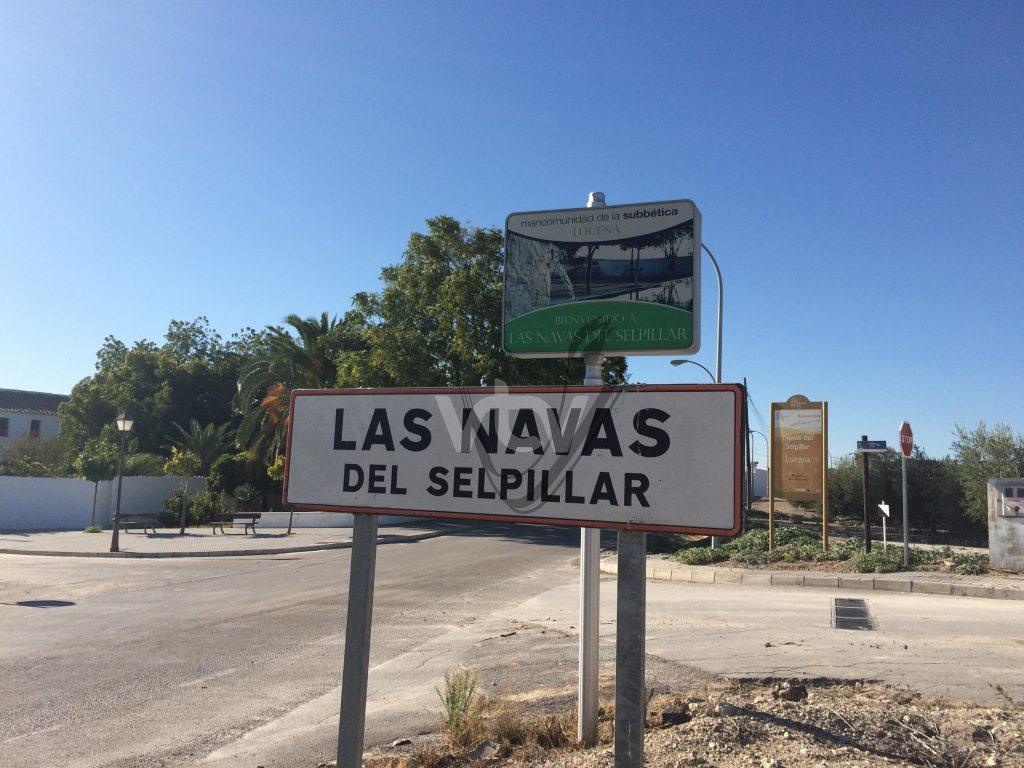 mancomunidad de la subbética
LUCENA
BIENVENIDO A
LAS NAVAS DEL SELPILLAR
LAS NAVAS
DEL SELPILLAR
Bienvenidos
Navas del
Selpillar
Lucena
STOP